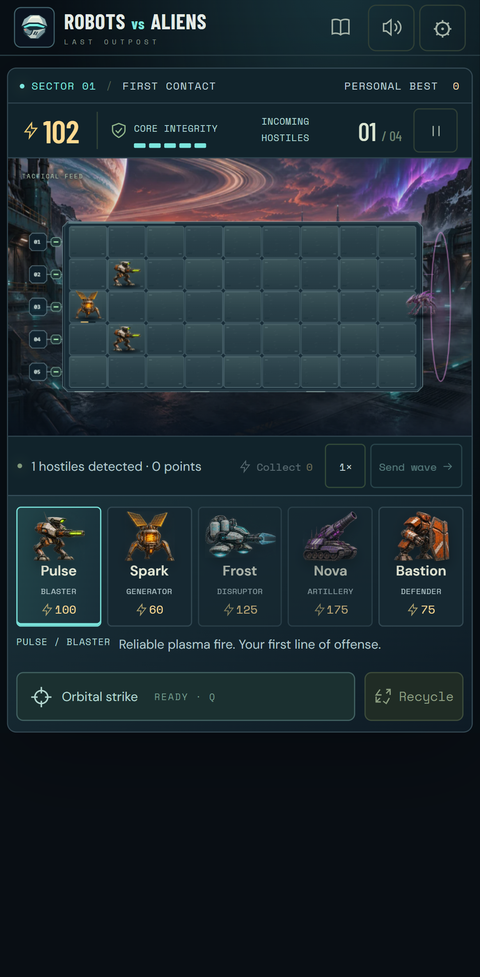 ROBOTS vs ALIENS
LAST OUTPOST
SECTOR 01 / FIRST CONTACT
PERSONAL BEST 0
102
CORE INTEGRITY
INCOMING
HOSTILES
01 / 04
TACTICAL FEED
01
02
03
04
05
1 hostiles detected · 0 points
Collect 0
1×
Send wave →
Pulse
BLASTER
100
Spark
GENERATOR
60
Frost
DISRUPTOR
125
Nova
ARTILLERY
175
Bastion
DEFENDER
75
PULSE / BLASTER Reliable plasma fire. Your first line of offense.
Orbital strike READY · Q
Recycle